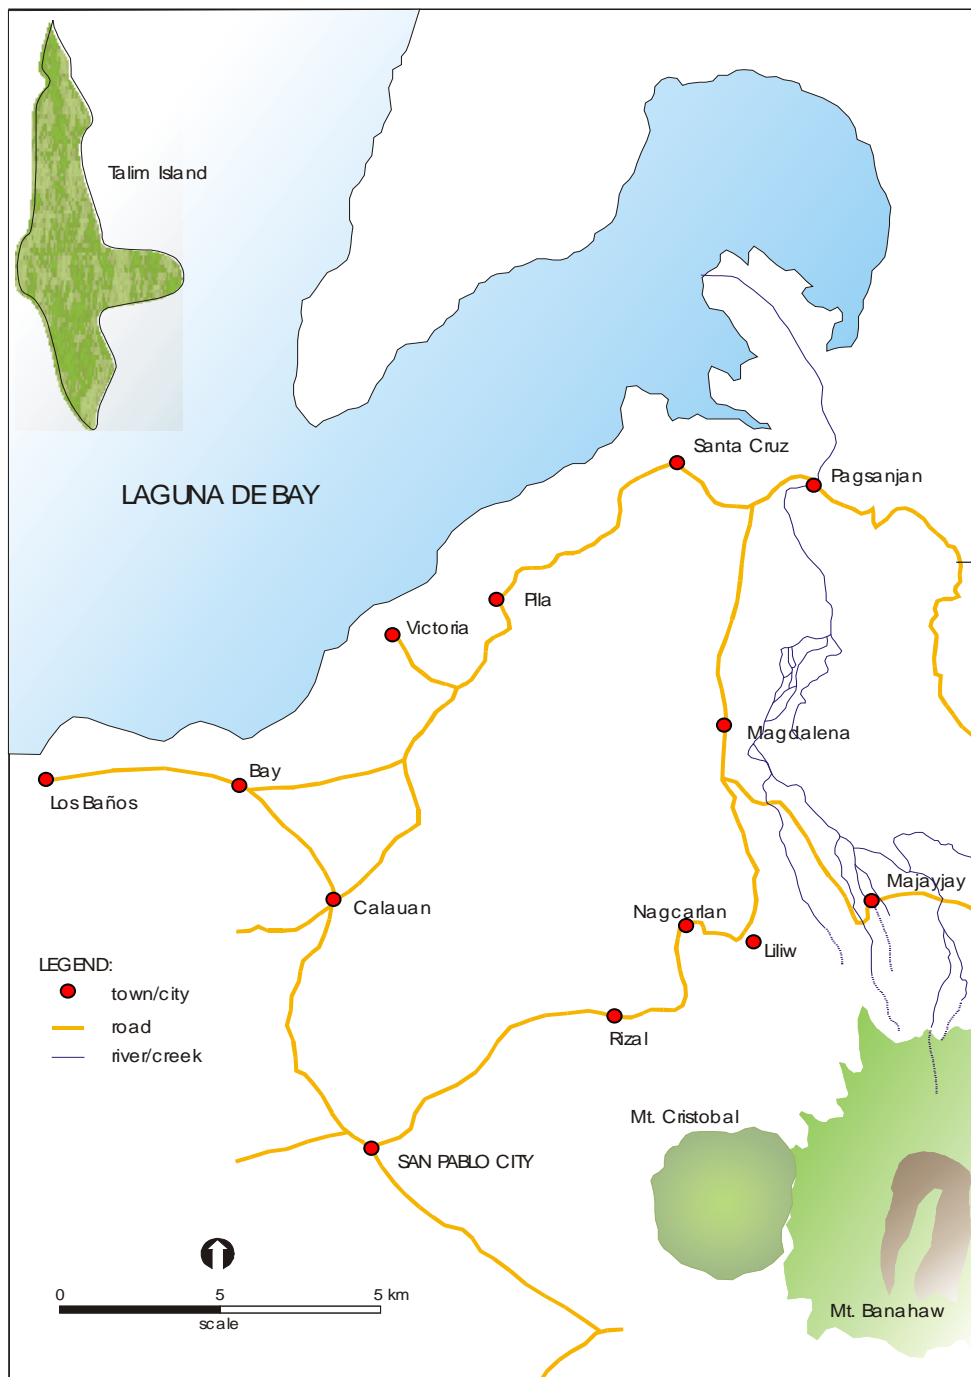 Talim Island
Santa Cruz
Pagsanjan
LAGUNA DE BAY
PIla
Victoria
Magdalena
Bay
Los Baños
Majayjay
Calauan
Nagcarlan
Liliw
LEGEND:
town/city
road
river/creek
Rizal
Mt. Cristobal
SAN PABLO CITY
0 5 5 km
scale
Mt. Banahaw